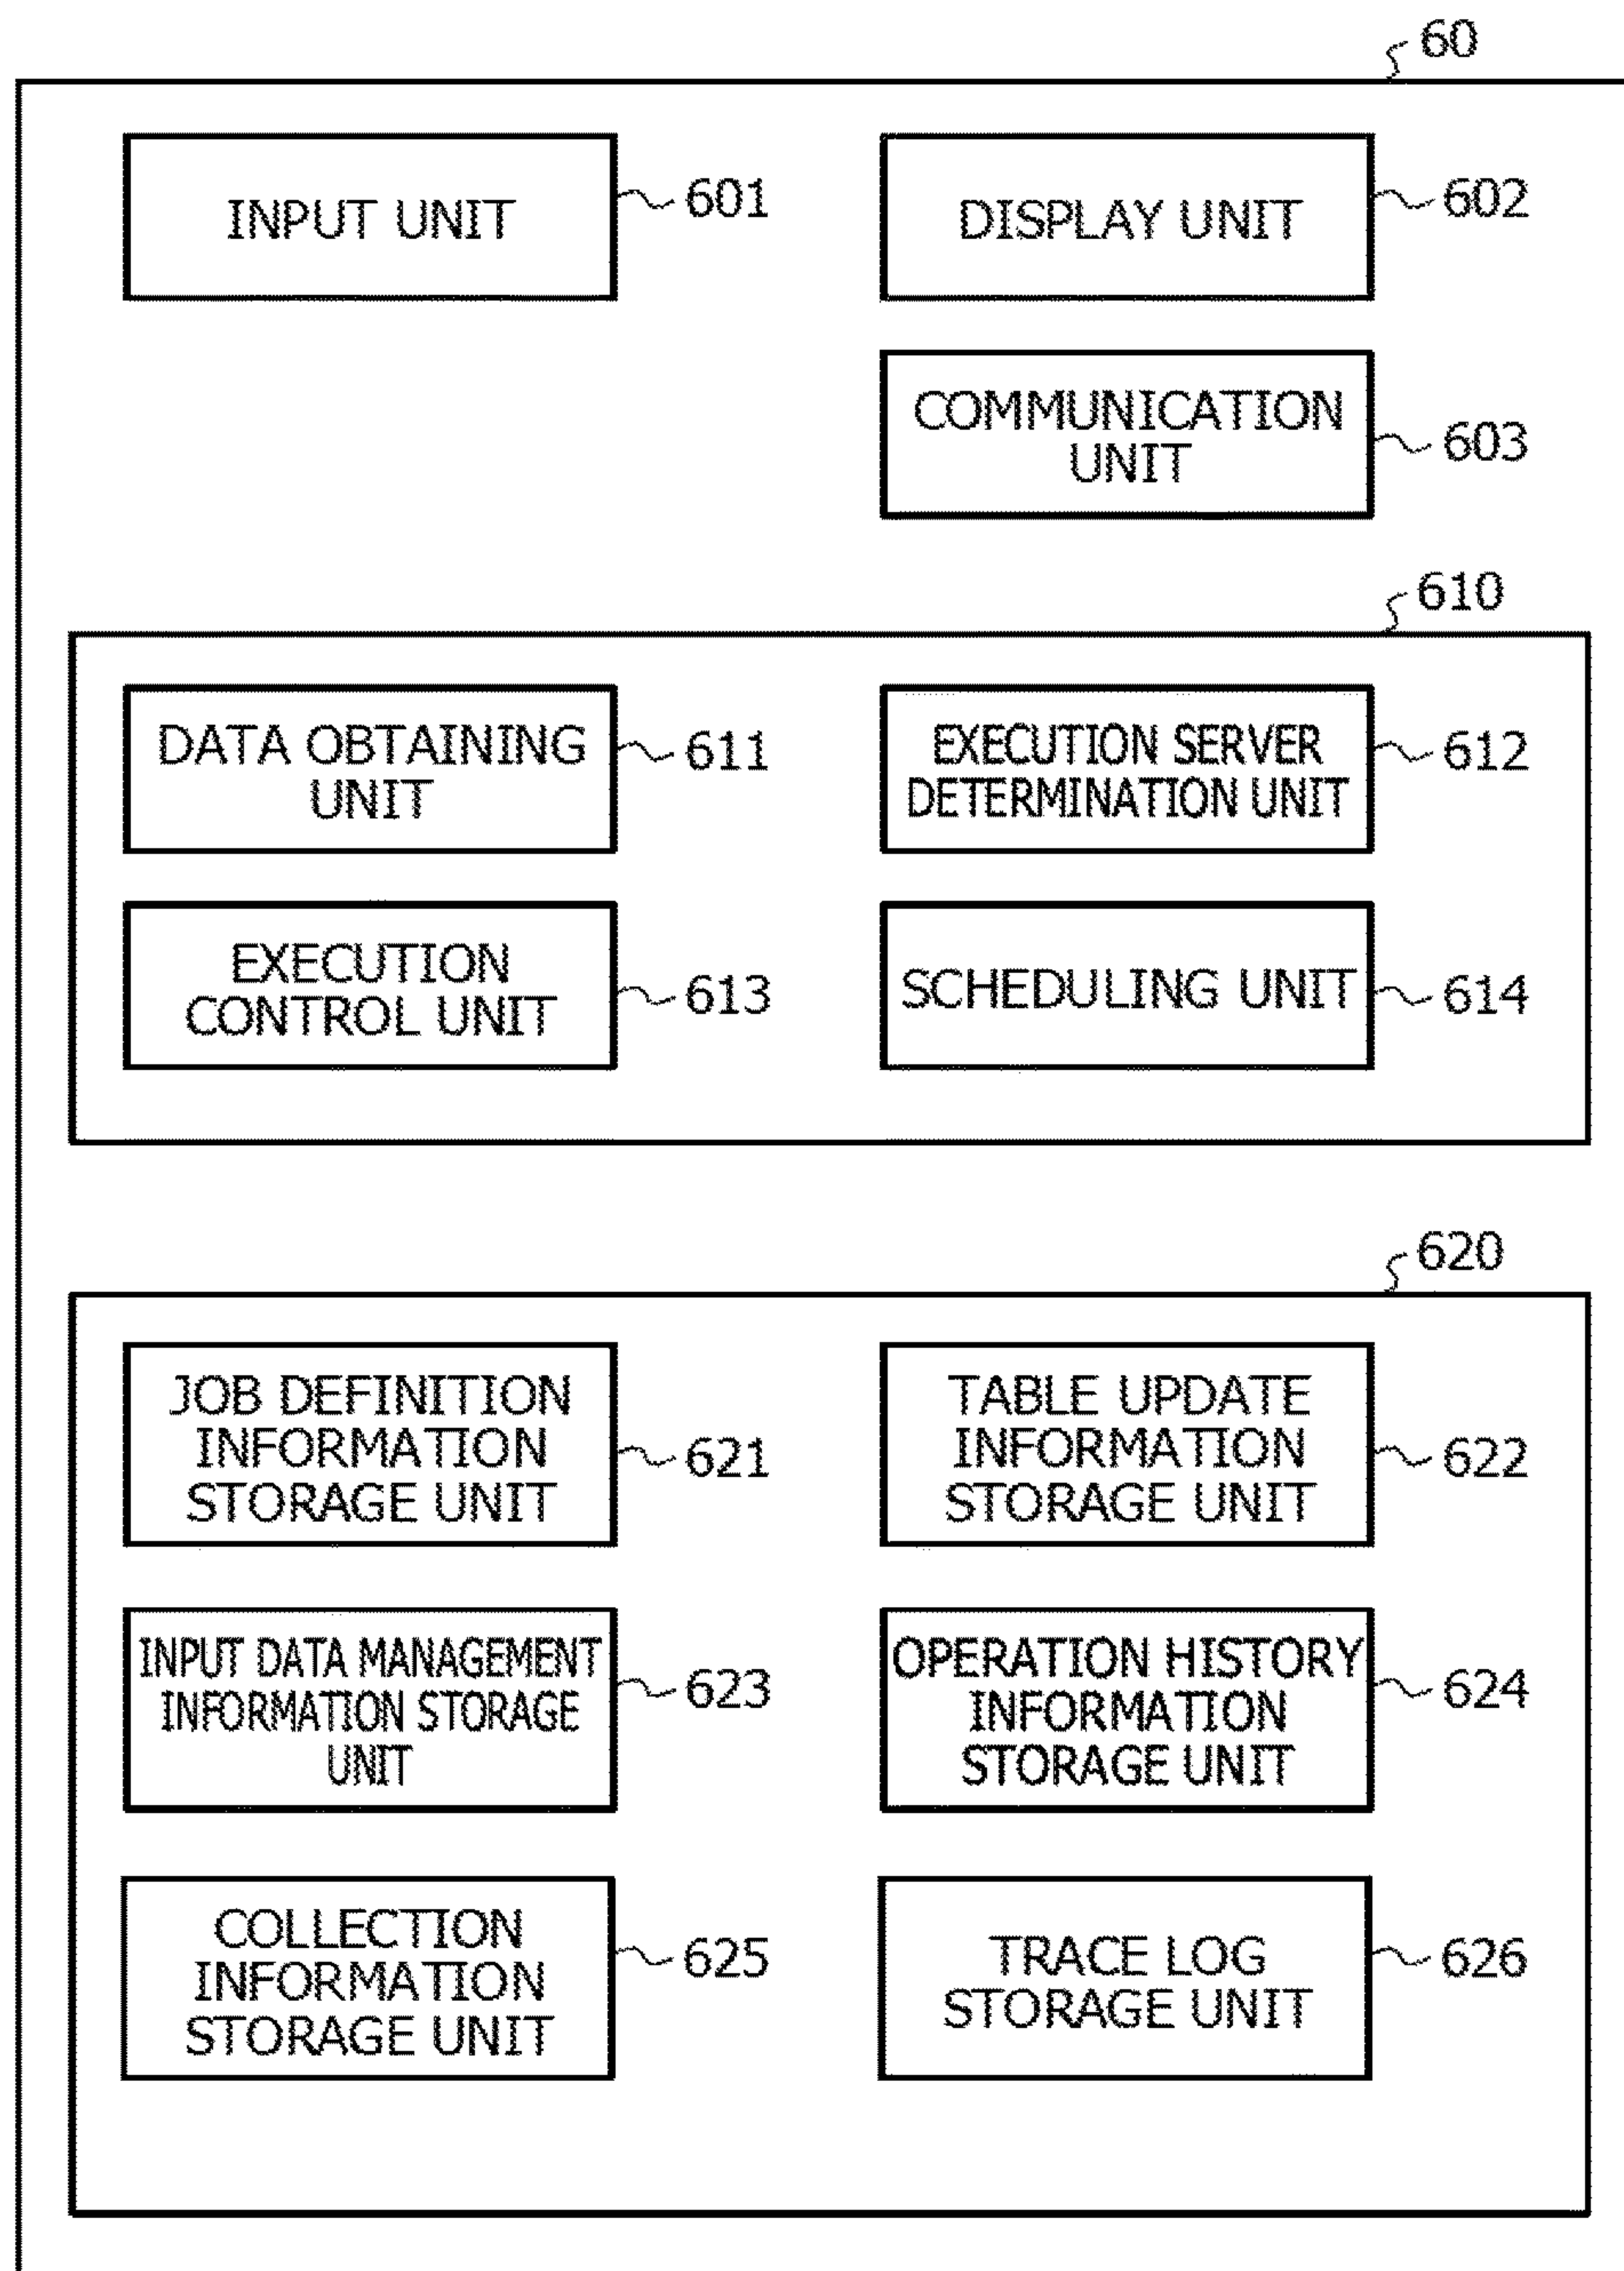 60
INPUT UNIT
601
DISPLAY UNIT
602
COMMUNICATION
UNIT
603
610
DATA OBTAINING
UNIT
611
EXECUTION SERVER
DETERMINATION UNIT
612
EXECUTION
CONTROL UNIT
613
SCHEDULING UNIT
614
620
JOB DEFINITION
INFORMATION
STORAGE UNIT
621
TABLE UPDATE
INFORMATION
STORAGE UNIT
622
INPUT DATA MANAGEMENT
INFORMATION STORAGE
UNIT
623
OPERATION HISTORY
INFORMATION
STORAGE UNIT
624
COLLECTION
INFORMATION
STORAGE UNIT
625
TRACE LOG
STORAGE UNIT
626